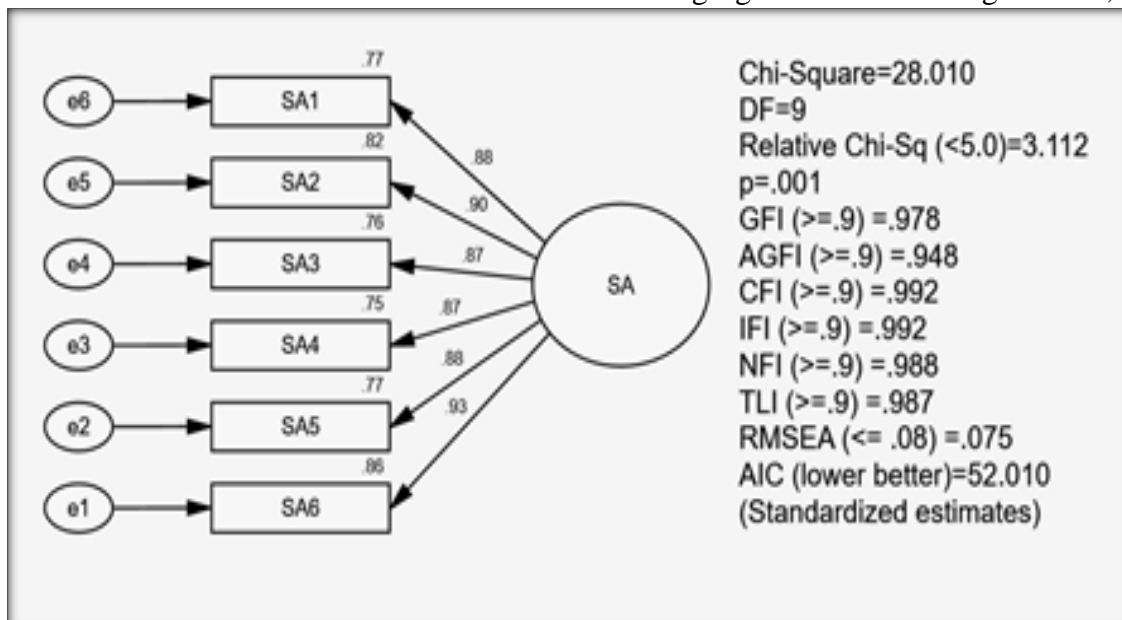 .77
e6 SA1
.88
.82
e5 SA2
.90
.76
e4 SA3
.87
.75
e3 SA4
.87
.77
e2 SA5
.88
.86
e1 SA6
.93
SA
Chi-Square=28.010
DF=9
Relative Chi-Sq (<5.0)=3.112
p=.001
GFI (>=.9) =.978
AGFI (>=.9) =.948
CFI (>=.9) =.992
IFI (>=.9) =.992
NFI (>=.9) =.988
TLI (>=.9) =.987
RMSEA (<= .08) =.075
AIC (lower better)=52.010
(Standardized estimates)